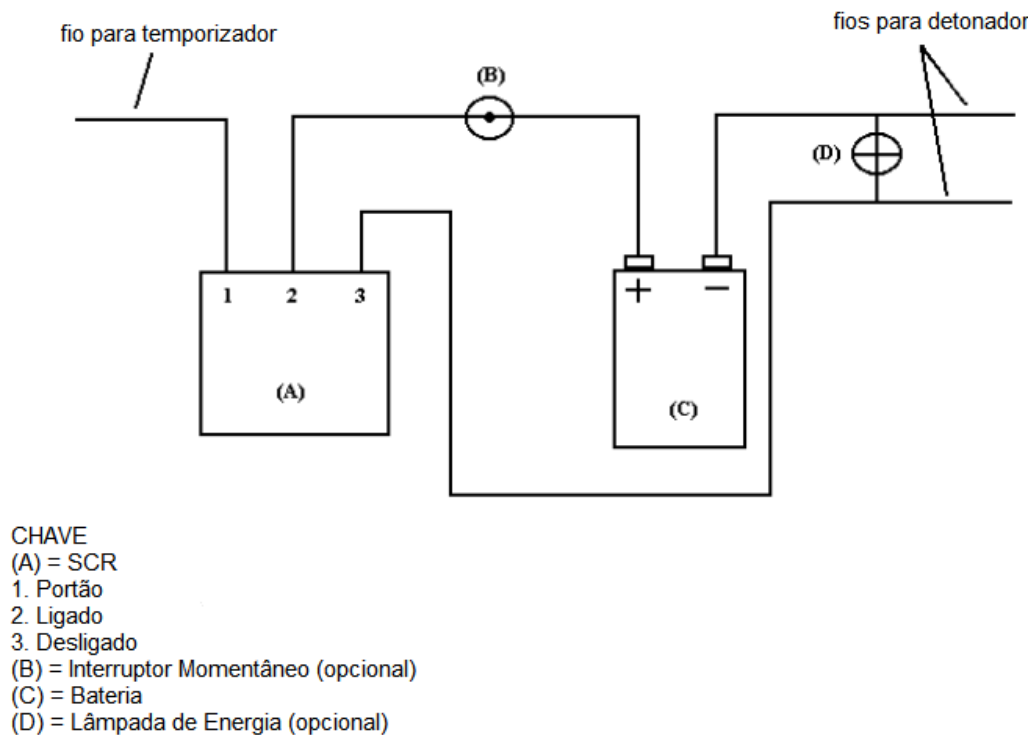 fio para temporizador
fios para detonador
(B)
(D)
1 2 3
+ −
(A)
(C)
CHAVE
(A) = SCR
1. Portão
2. Ligado
3. Desligado
(B) = Interruptor Momentâneo (opcional)
(C) = Bateria
(D) = Lâmpada de Energia (opcional)